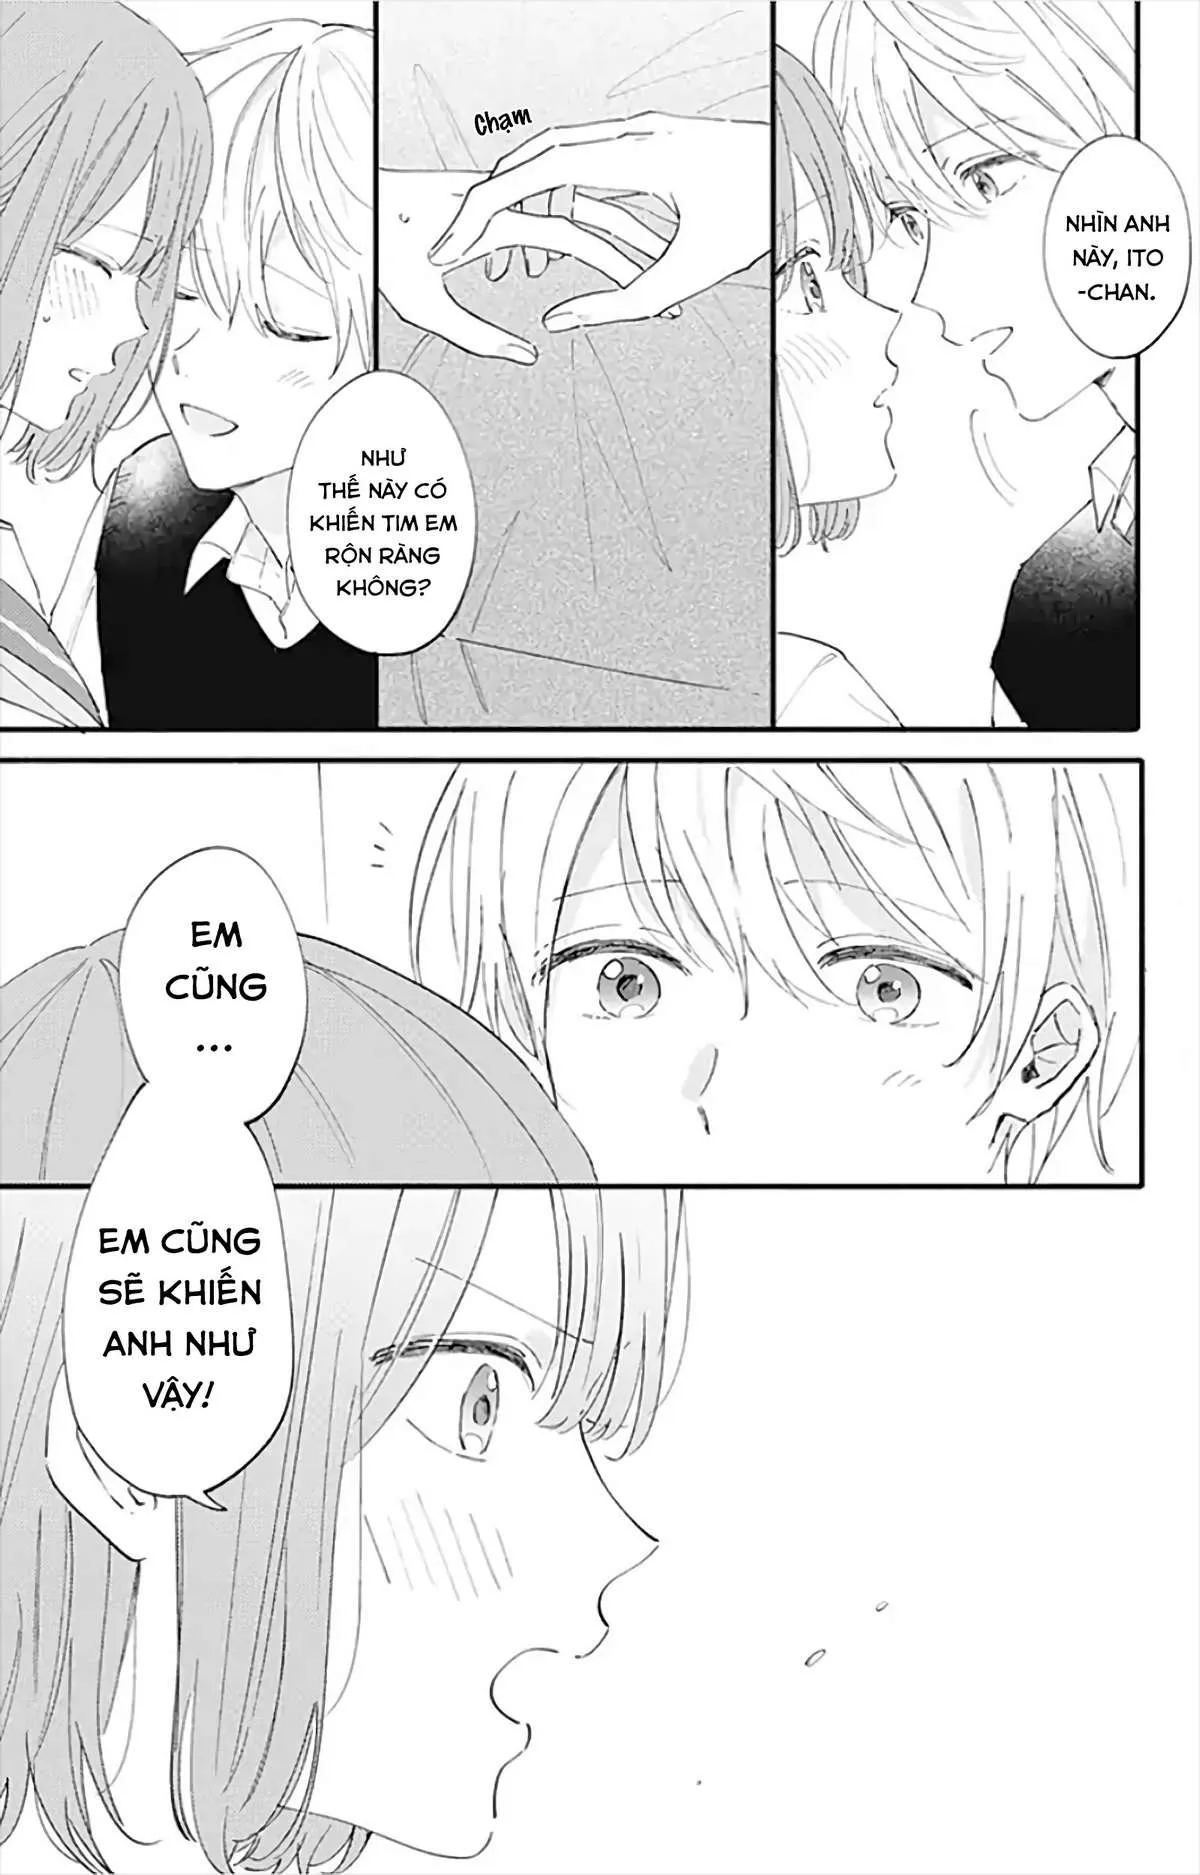 NHÌN ANH
NÀY, ITO
-CHAN.
Chạm
NHƯ
THẾ NÀY CÓ
KHIẾN TIM EM
RỘN RÀNG
KHÔNG?
EM
CŨNG
...
EM CŨNG
SẼ KHIẾN
ANH NHƯ
VẬY!